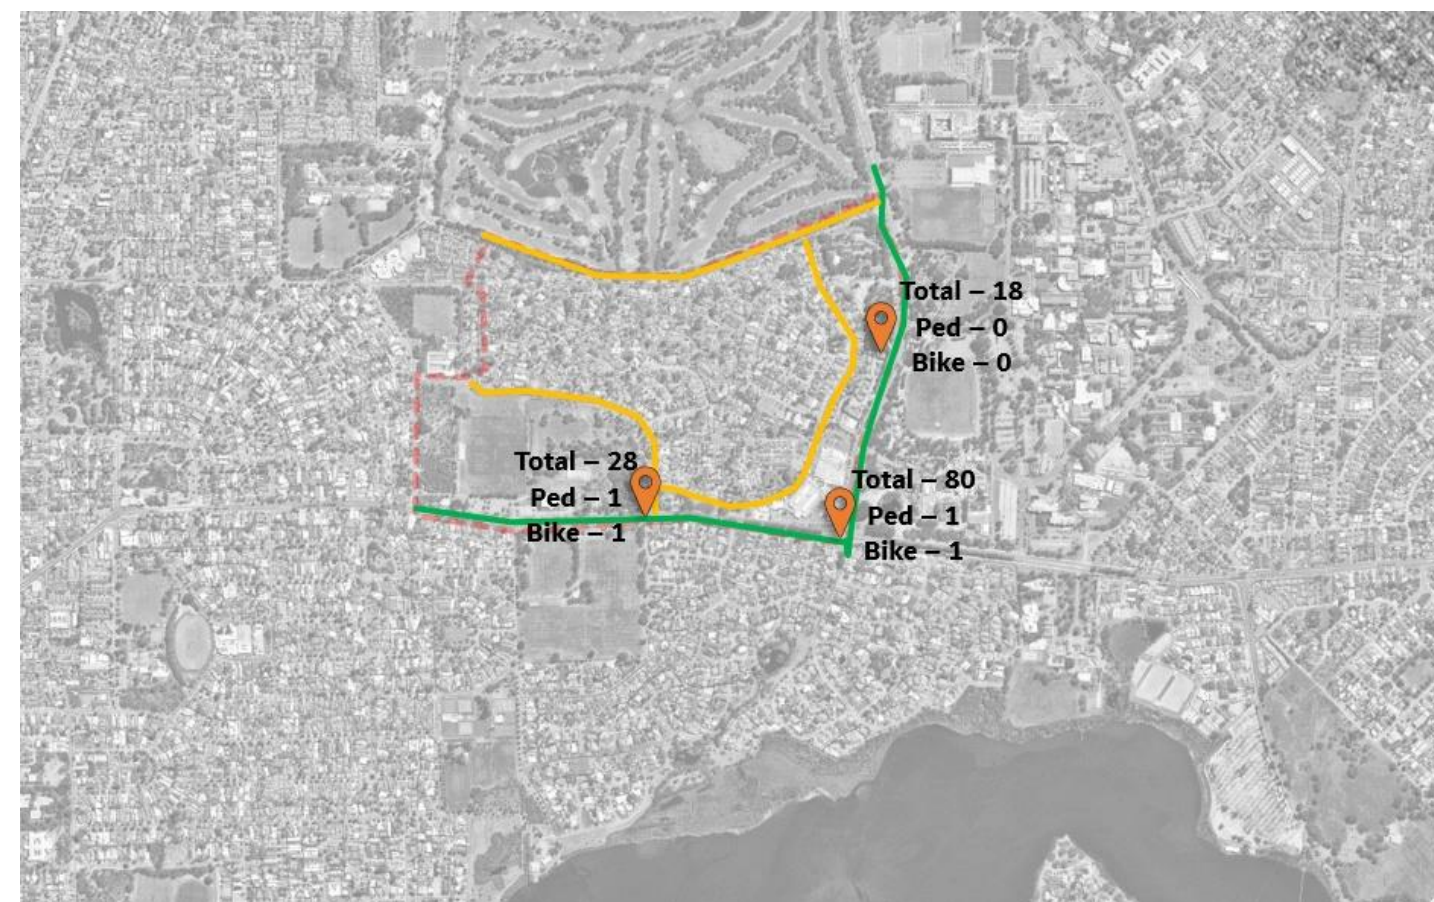 Total – 18
Ped – 0
Bike – 0
Total – 28
Ped – 1
Bike – 1
Total – 80
Ped – 1
Bike – 1